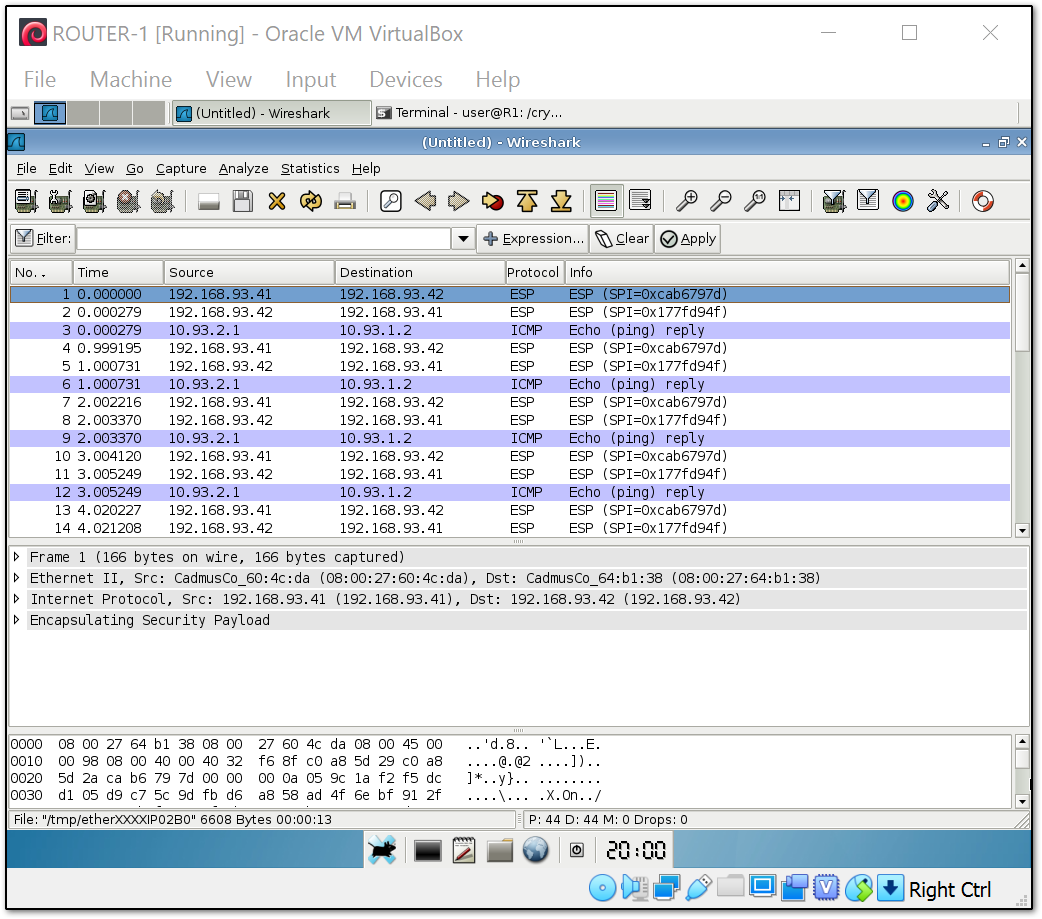 ROUTER-1 [Running] - Oracle VM VirtualBox
File Machine View Input Devices Help
(Untitled) - Wireshark Terminal - user@R1: /cry...
(Untitled) - Wireshark
File Edit View Go Capture Analyze Statistics Help
Filter: Expression... Clear Apply
No. . Time Source Destination Protocol Info
1 0.000000 192.168.93.41 192.168.93.42 ESP ESP (SPI=0xcab6797d)
2 0.000279 192.168.93.42 192.168.93.41 ESP ESP (SPI=0x177fd94f)
3 0.000279 10.93.2.1 10.93.1.2 ICMP Echo (ping) reply
4 0.999195 192.168.93.41 192.168.93.42 ESP ESP (SPI=0xcab6797d)
5 1.000731 192.168.93.42 192.168.93.41 ESP ESP (SPI=0x177fd94f)
6 1.000731 10.93.2.1 10.93.1.2 ICMP Echo (ping) reply
7 2.002216 192.168.93.41 192.168.93.42 ESP ESP (SPI=0xcab6797d)
8 2.003370 192.168.93.42 192.168.93.41 ESP ESP (SPI=0x177fd94f)
9 2.003370 10.93.2.1 10.93.1.2 ICMP Echo (ping) reply
10 3.004120 192.168.93.41 192.168.93.42 ESP ESP (SPI=0xcab6797d)
11 3.005249 192.168.93.42 192.168.93.41 ESP ESP (SPI=0x177fd94f)
12 3.005249 10.93.2.1 10.93.1.2 ICMP Echo (ping) reply
13 4.020227 192.168.93.41 192.168.93.42 ESP ESP (SPI=0xcab6797d)
14 4.021208 192.168.93.42 192.168.93.41 ESP ESP (SPI=0x177fd94f)
Frame 1 (166 bytes on wire, 166 bytes captured)
Ethernet II, Src: CadmusCo_60:4c:da (08:00:27:60:4c:da), Dst: CadmusCo_64:b1:38 (08:00:27:64:b1:38)
Internet Protocol, Src: 192.168.93.41 (192.168.93.41), Dst: 192.168.93.42 (192.168.93.42)
Encapsulating Security Payload
0000 08 00 27 64 b1 38 08 00 27 60 4c da 08 00 45 00 ..'d.8.. '`L...E.
0010 00 98 08 00 40 00 40 32 f6 8f c0 a8 5d 29 c0 a8 ....@.@2 ....])..
0020 5d 2a ca b6 79 7d 00 00 00 0a 05 9c 1a f2 f5 dc ]*..y}.. ........
0030 d1 05 d9 c7 5c 9d fb d6 a8 58 ad 4f 6e bf 91 2f ....\... .X.On../
File: "/tmp/etherXXXXIP02B0" 6608 Bytes 00:00:13 P: 44 D: 44 M: 0 Drops: 0
20:00
Right Ctrl